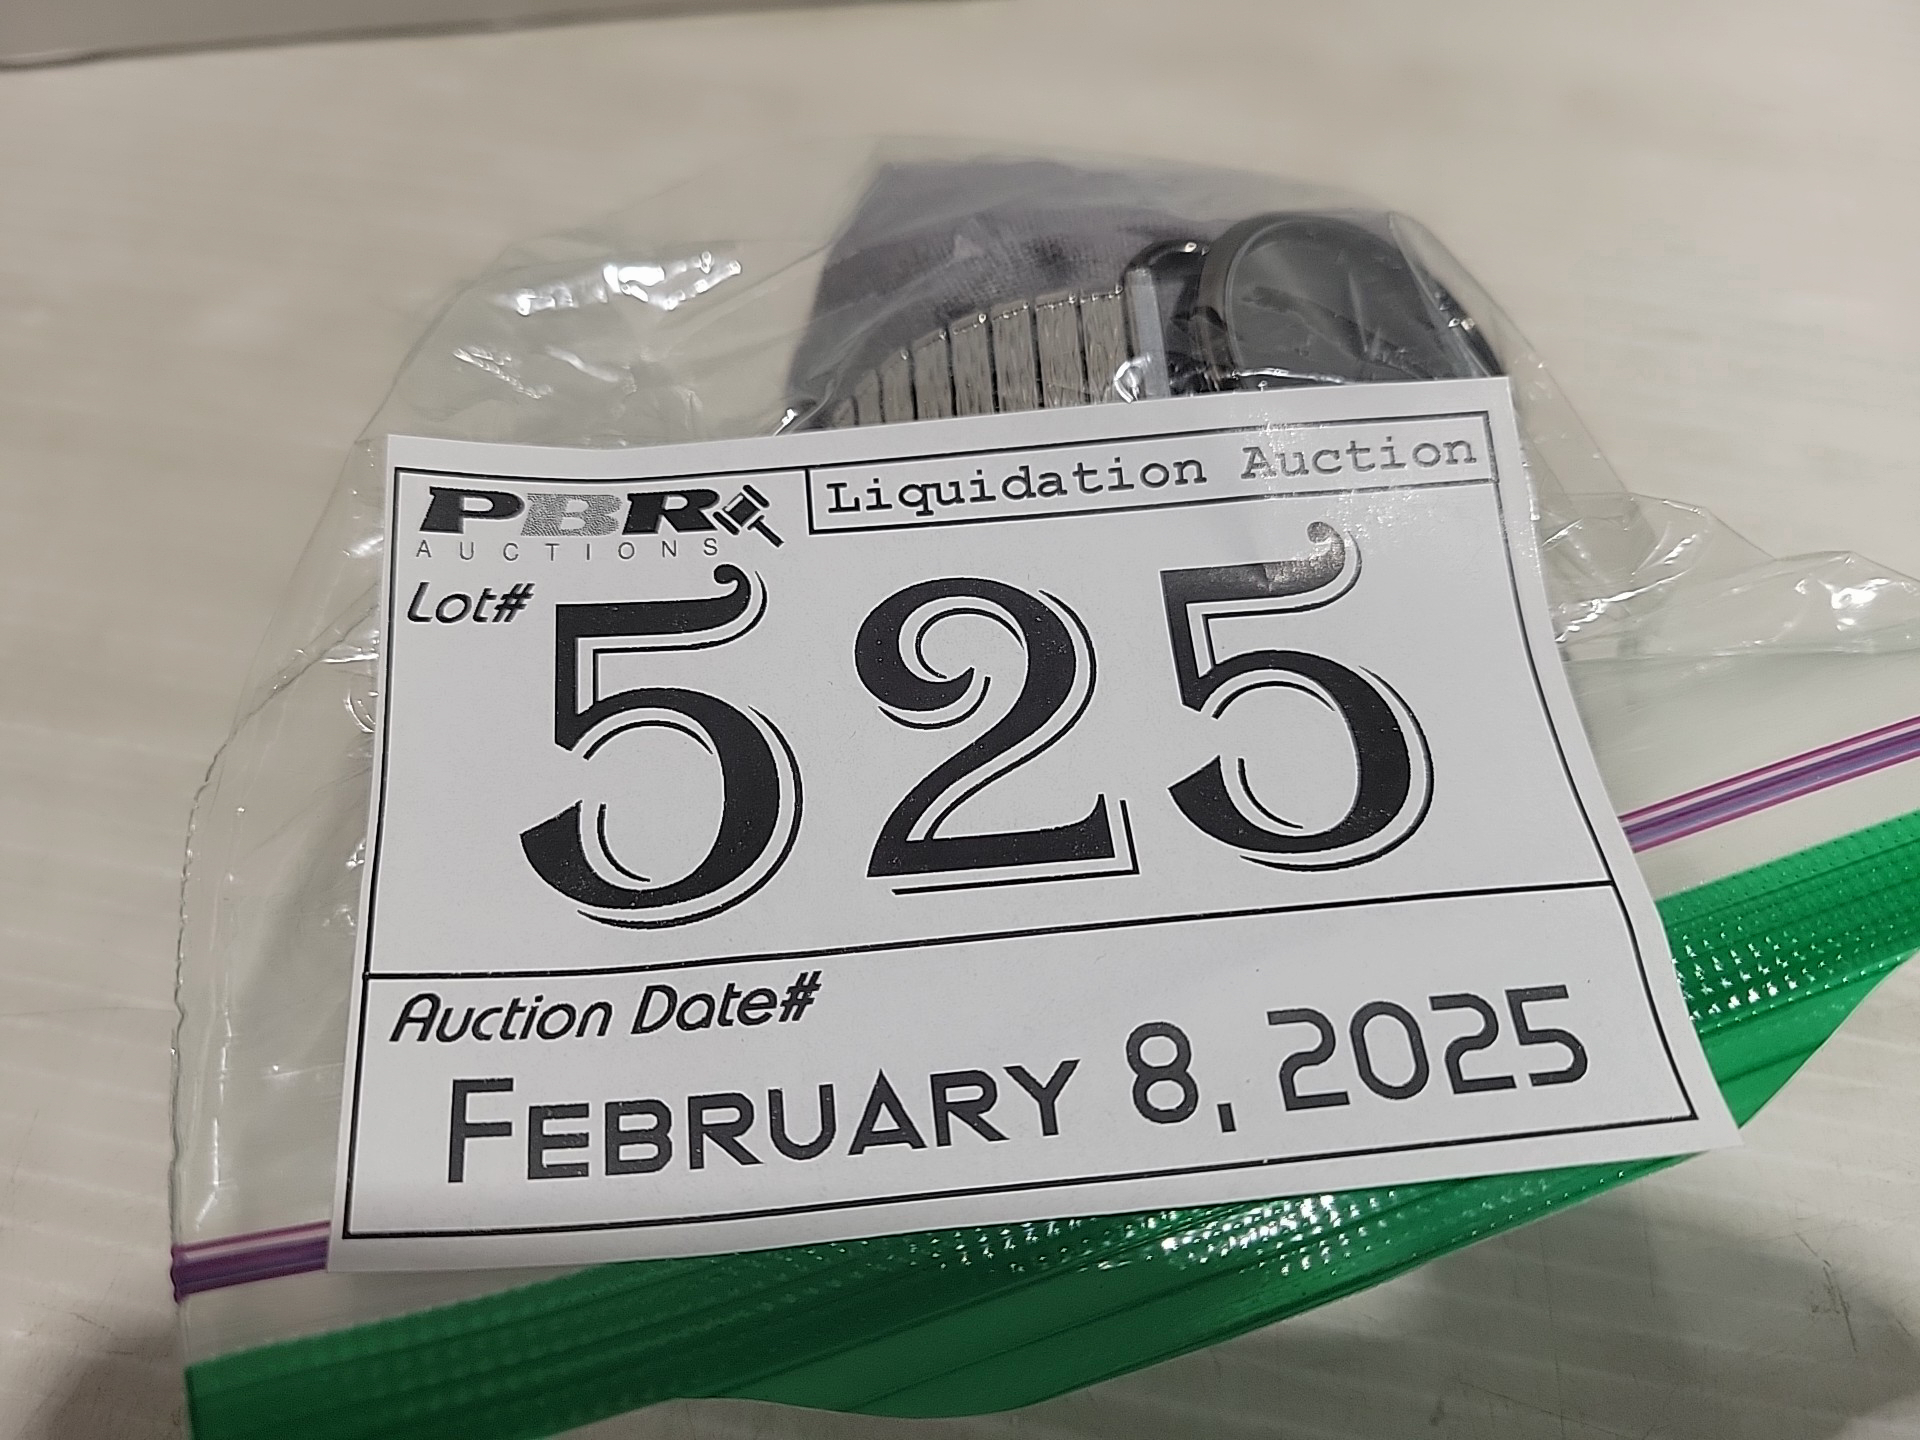 PBR
AUCTIONS
Liquidation Auction
Lot#
525
Auction Date#
FEBRUARY 8, 2025